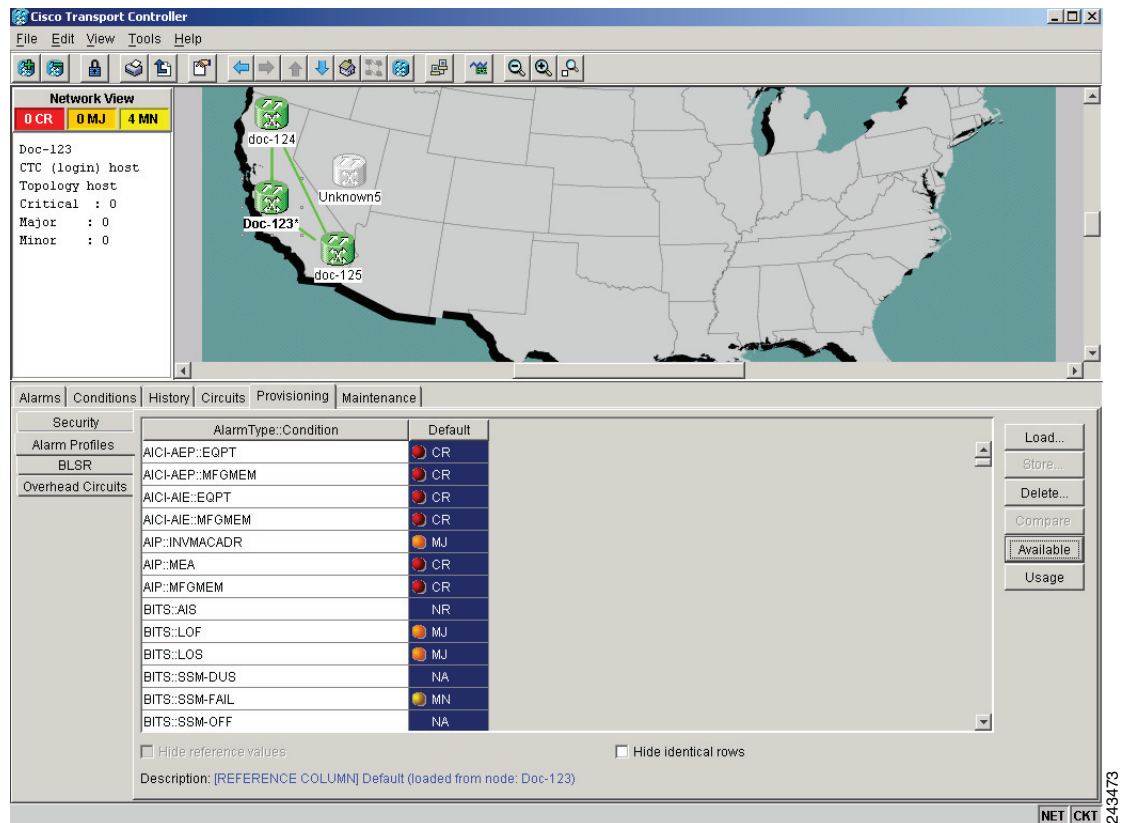 Cisco Transport Controller
File Edit View Tools Help
Network View
0 CR 0 MJ 4 MN
Doc-123
CTC (login) host
Topology host
Critical : 0
Major : 0
Minor : 0
doc-124
Unknown5
Doc-123*
doc-125
Alarms Conditions History Circuits Provisioning Maintenance
Security
Alarm Profiles
BLSR
Overhead Circuits
AlarmType::Condition Default
AICI-AEP::EQPT CR
AICI-AEP::MFGMEM CR
AICI-AIE::EQPT CR
AICI-AIE::MFGMEM CR
AIP::INVMACADR MJ
AIP::MEA CR
AIP::MFGMEM CR
BITS::AIS NR
BITS::LOF MJ
BITS::LOS MJ
BITS::SSM-DUS NA
BITS::SSM-FAIL MN
BITS::SSM-OFF NA
Load...
Store...
Delete...
Compare
Available
Usage
Hide reference values Hide identical rows
Description: [REFERENCE COLUMN] Default (loaded from node: Doc-123)
NET CKT
243473